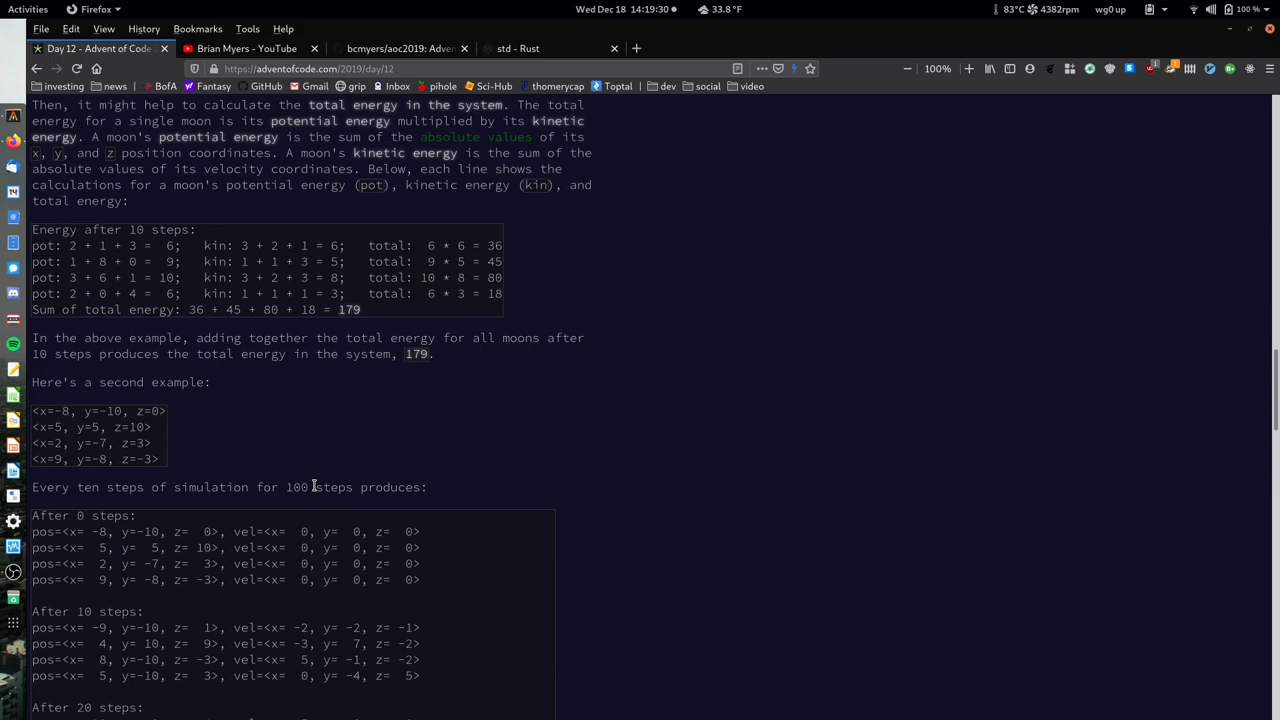 Activities Firefox Wed Dec 18 14:19:30 33.8 °F 83°C 4382rpm wg0 up 100 %
File Edit View History Bookmarks Tools Help
Day 12 - Advent of Code Brian Myers - YouTube bcmyers/aoc2019: Adven std - Rust
https://adventofcode.com/2019/day/12 100%
investing news BofA Fantasy GitHub Gmail grip Inbox pihole Sci-Hub thomerycap Toptal dev social video
Then, it might help to calculate the total energy in the system. The total
energy for a single moon is its potential energy multiplied by its kinetic
energy. A moon's potential energy is the sum of the absolute values of its
x, y, and z position coordinates. A moon's kinetic energy is the sum of the
absolute values of its velocity coordinates. Below, each line shows the
calculations for a moon's potential energy (pot), kinetic energy (kin), and
total energy:
Energy after 10 steps:
pot: 2 + 1 + 3 =  6;   kin: 3 + 2 + 1 = 6;   total:  6 * 6 = 36
pot: 1 + 8 + 0 =  9;   kin: 1 + 1 + 3 = 5;   total:  9 * 5 = 45
pot: 3 + 6 + 1 = 10;   kin: 3 + 2 + 3 = 8;   total: 10 * 8 = 80
pot: 2 + 0 + 4 =  6;   kin: 1 + 1 + 1 = 3;   total:  6 * 3 = 18
Sum of total energy: 36 + 45 + 80 + 18 = 179
In the above example, adding together the total energy for all moons after
10 steps produces the total energy in the system, 179.
Here's a second example:
<x=-8, y=-10, z=0>
<x=5, y=5, z=10>
<x=2, y=-7, z=3>
<x=9, y=-8, z=-3>
Every ten steps of simulation for 100 steps produces:
After 0 steps:
pos=<x= -8, y=-10, z=  0>, vel=<x=  0, y=  0, z=  0>
pos=<x=  5, y=  5, z= 10>, vel=<x=  0, y=  0, z=  0>
pos=<x=  2, y= -7, z=  3>, vel=<x=  0, y=  0, z=  0>
pos=<x=  9, y= -8, z= -3>, vel=<x=  0, y=  0, z=  0>
After 10 steps:
pos=<x= -9, y=-10, z=  1>, vel=<x= -2, y= -2, z= -1>
pos=<x=  4, y= 10, z=  9>, vel=<x= -3, y=  7, z= -2>
pos=<x=  8, y=-10, z= -3>, vel=<x=  5, y= -1, z= -2>
pos=<x=  5, y=-10, z=  3>, vel=<x=  0, y= -4, z=  5>
After 20 steps: